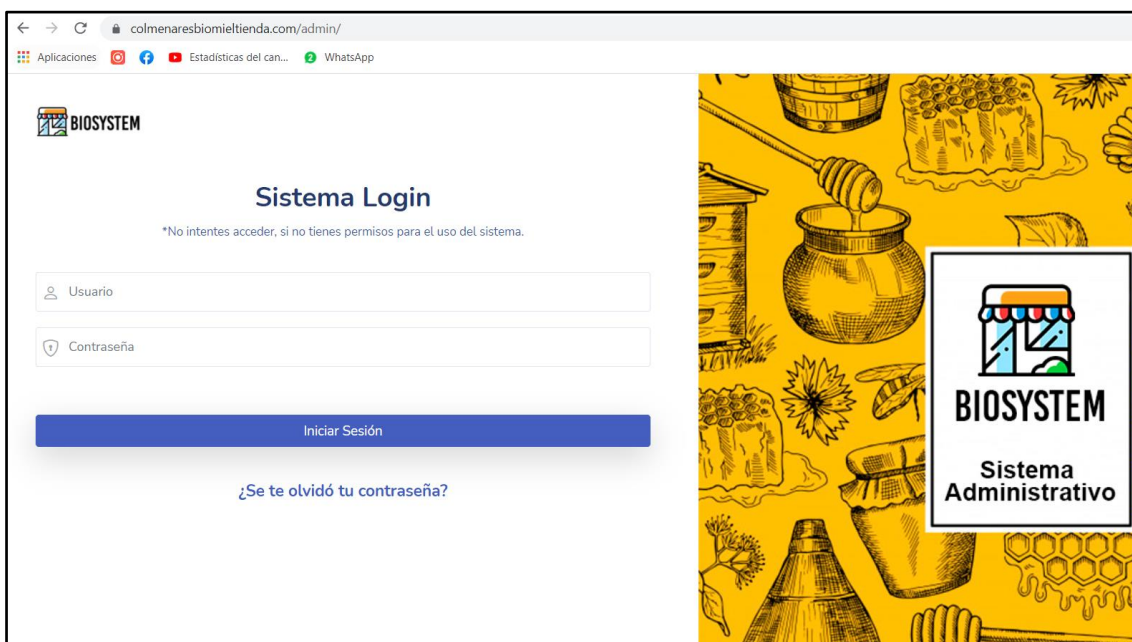 colmenaresbiomieltienda.com/admin/
Aplicaciones
Estadísticas del can...
2
WhatsApp
BIOSYSTEM
Sistema Login
*No intentes acceder, si no tienes permisos para el uso del sistema.
Usuario
Contraseña
Iniciar Sesión
¿Se te olvidó tu contraseña?
BIOSYSTEM
Sistema
Administrativo